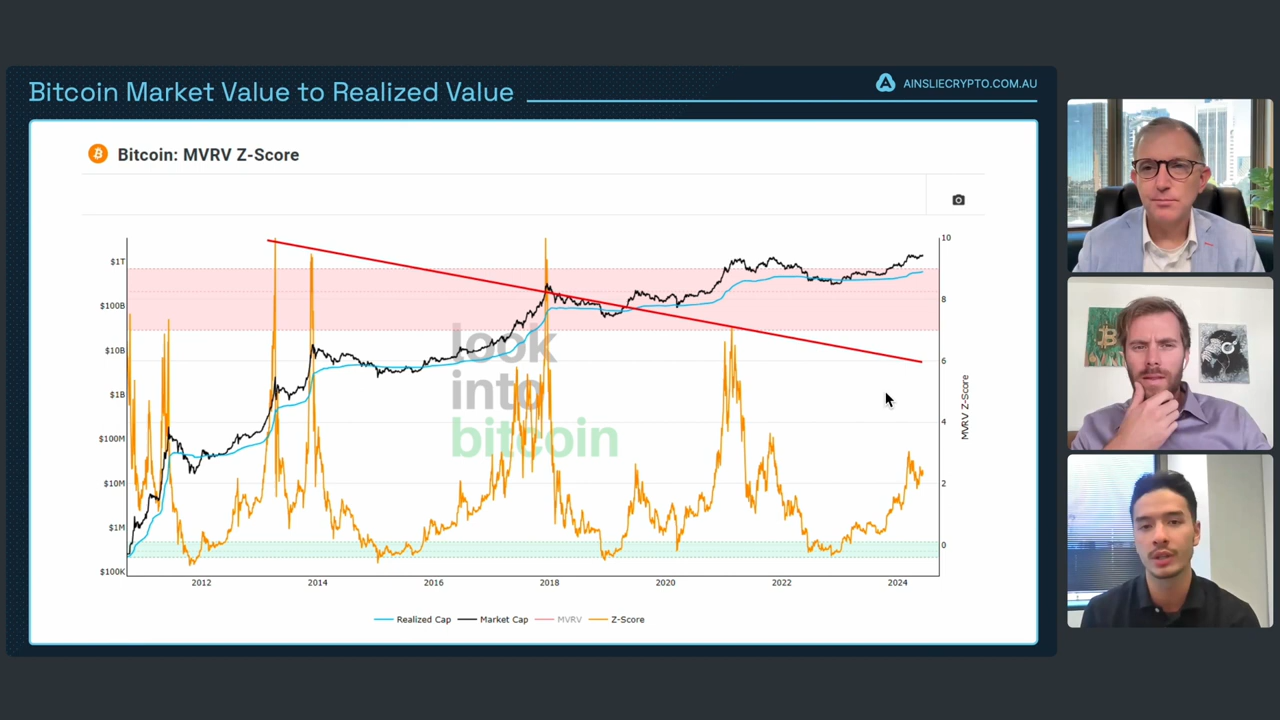 Bitcoin Market Value to Realized Value
AINSLIECRYPTO.COM.AU
Bitcoin: MVRV Z-Score
look
into
bitcoin
$1T
$100B
$10B
$1B
$100M
$10M
$1M
$100K
10
8
6
4
2
0
MVRV Z-Score
2012 2014 2016 2018 2020 2022 2024
Realized Cap Market Cap MVRV Z-Score